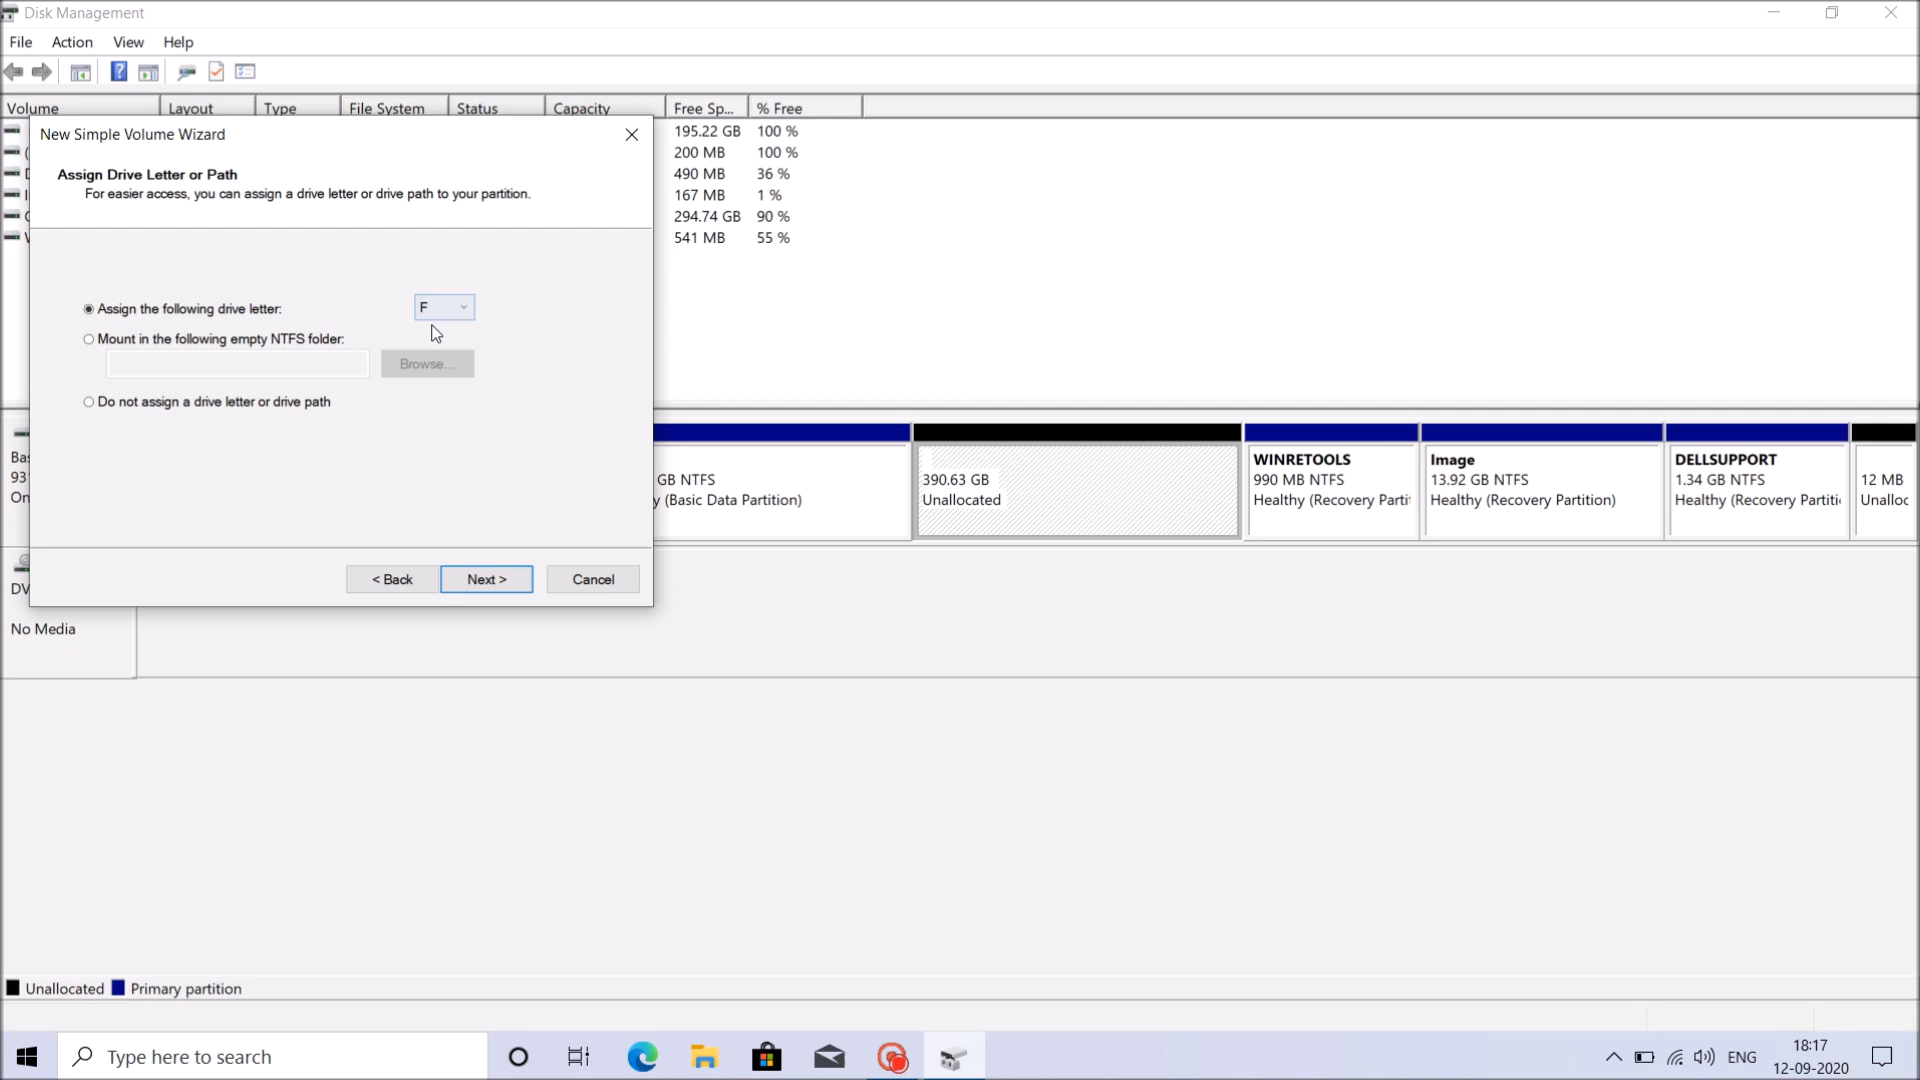 Disk Management
File Action View Help
Volume Layout Type File System Status Capacity Free Sp... % Free
195.22 GB 100 %
200 MB 100 %
490 MB 36 %
167 MB 1 %
294.74 GB 90 %
541 MB 55 %
New Simple Volume Wizard
Assign Drive Letter or Path
For easier access, you can assign a drive letter or drive path to your partition.
Assign the following drive letter: F
Mount in the following empty NTFS folder:
Browse...
Do not assign a drive letter or drive path
< Back Next > Cancel
Bas
931
On
GB NTFS
y (Basic Data Partition)
390.63 GB
Unallocated
WINRETOOLS
990 MB NTFS
Healthy (Recovery Parti
Image
13.92 GB NTFS
Healthy (Recovery Partition)
DELLSUPPORT
1.34 GB NTFS
Healthy (Recovery Partiti
12 MB
Unalloc
DV
No Media
Unallocated Primary partition
Type here to search
ENG
18:17
12-09-2020